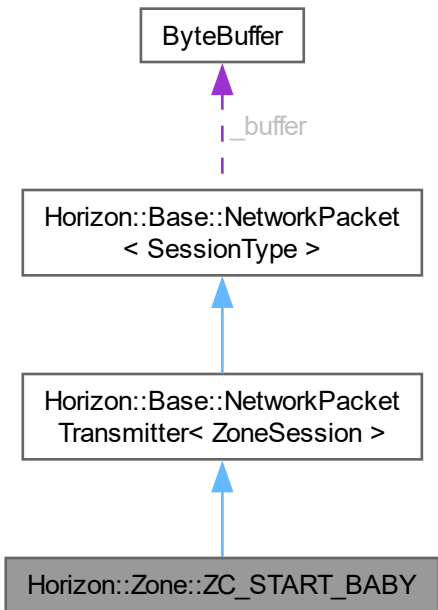 ByteBuffer
_buffer
Horizon::Base::NetworkPacket
< SessionType >
Horizon::Base::NetworkPacket
Transmitter< ZoneSession >
Horizon::Zone::ZC_START_BABY